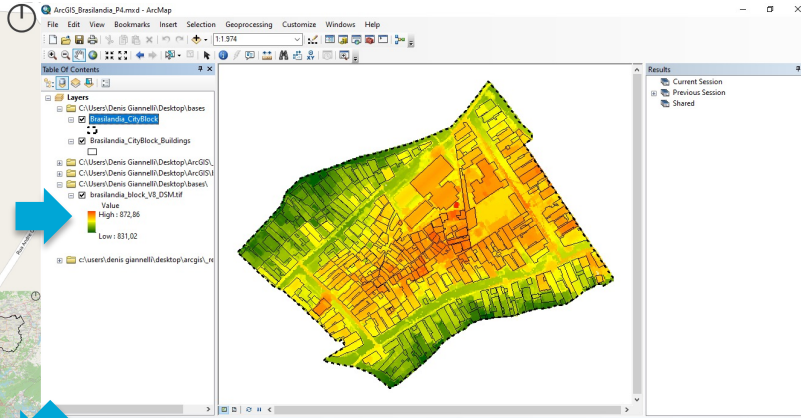 ArcGIS_Brasilandia_P4.mxd - ArcMap
File Edit View Bookmarks Insert Selection Geoprocessing Customize Windows Help
1:1.974
Table Of Contents
Layers
C:\Users\Denis Giannelli\Desktop\bases
Brasilandia_CityBlock
Brasilandia_CityBlock_Buildings
C:\Users\Denis Giannelli\Desktop\ArcGIS\_
C:\Users\Denis Giannelli\Desktop\ArcGIS\
C:\Users\Denis Giannelli\Desktop\bases\
brasilandia_block_V8_DSM.tif
Value
High : 872,86
Low : 831,02
c:\users\denis giannelli\desktop\arcgis\_re
Results
Current Session
Previous Session
Shared